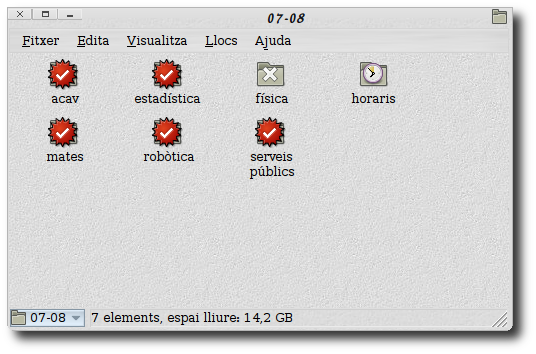 07-08
Fitxer Edita Visualitza Llocs Ajuda
acav estadística física horaris
mates robòtica serveis públics
07-08 7 elements, espai lliure: 14,2 GB